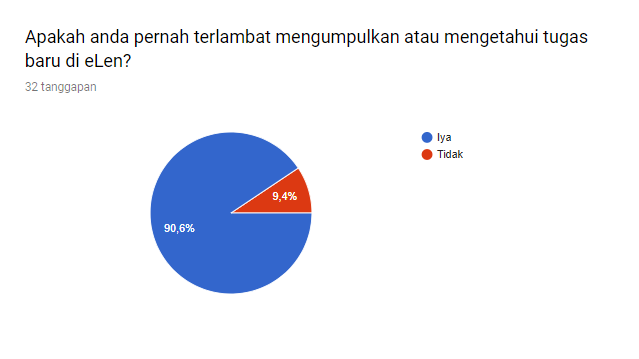 Apakah anda pernah terlambat mengumpulkan atau mengetahui tugas
baru di eLen?
32 tanggapan
Iya
Tidak
9,4%
90,6%